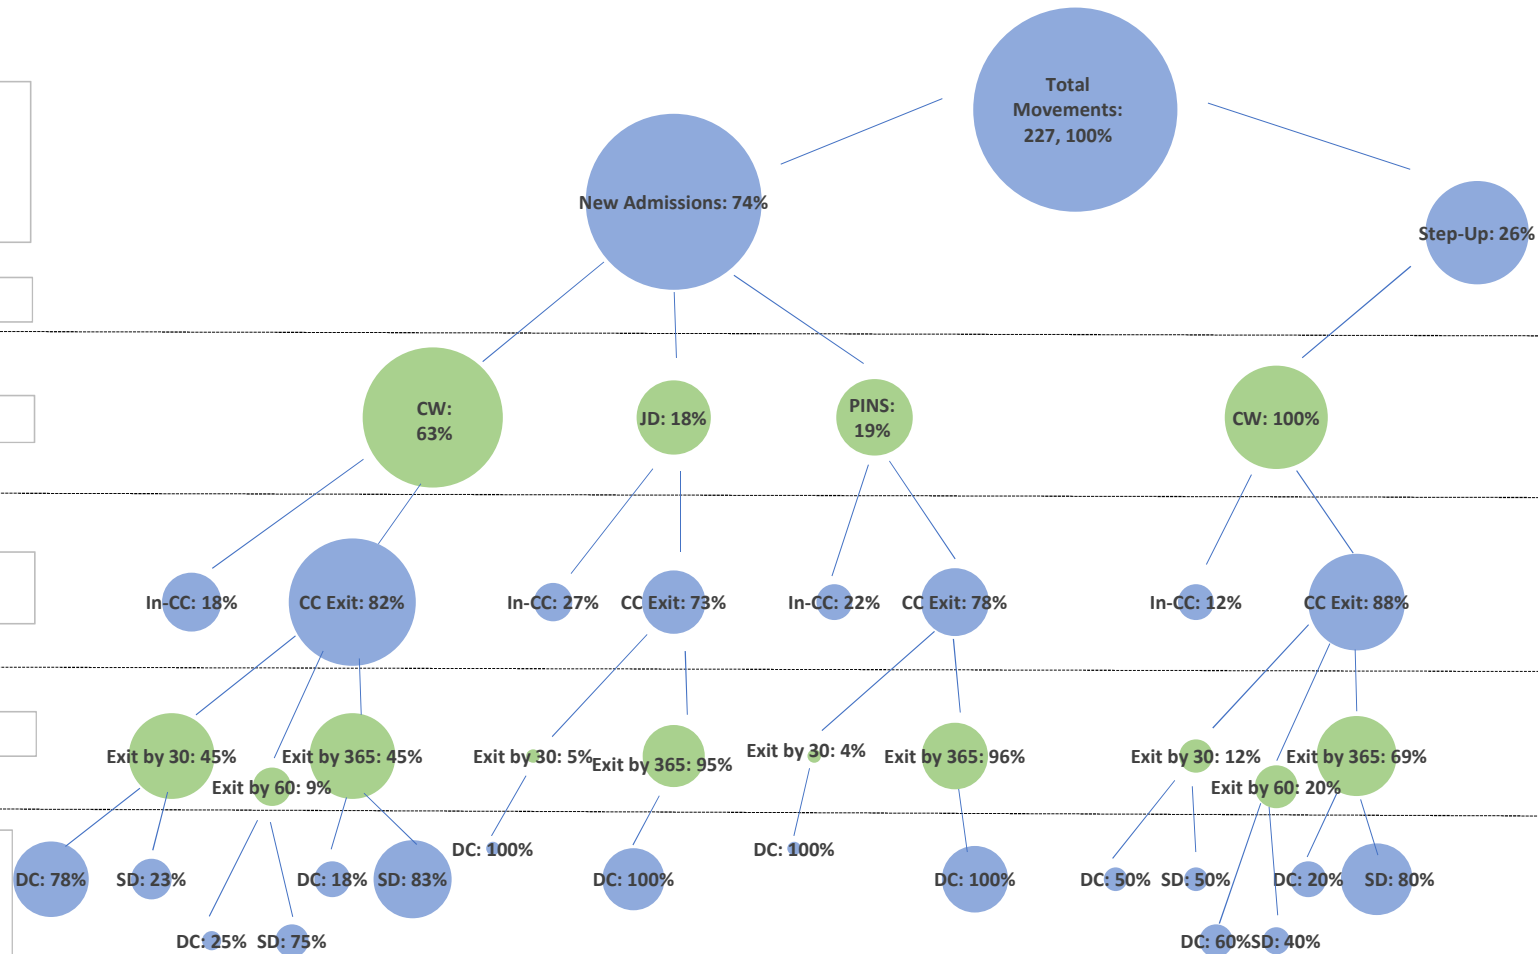 Total
Movements:
227, 100%
New Admissions: 74%
Step-Up: 26%
CW:
63%
JD: 18%
PINS:
19%
CW: 100%
In-CC: 18%
CC Exit: 82%
In-CC: 27%
CC Exit: 73%
In-CC: 22%
CC Exit: 78%
In-CC: 12%
CC Exit: 88%
Exit by 30: 45%
Exit by 60: 9%
Exit by 365: 45%
Exit by 30: 5%
Exit by 365: 95%
Exit by 30: 4%
Exit by 365: 96%
Exit by 30: 12%
Exit by 60: 20%
Exit by 365: 69%
DC: 78%
SD: 23%
DC: 25%
SD: 75%
DC: 18%
SD: 83%
DC: 100%
DC: 100%
DC: 100%
DC: 100%
DC: 50%
SD: 50%
DC: 60%
SD: 40%
DC: 20%
SD: 80%